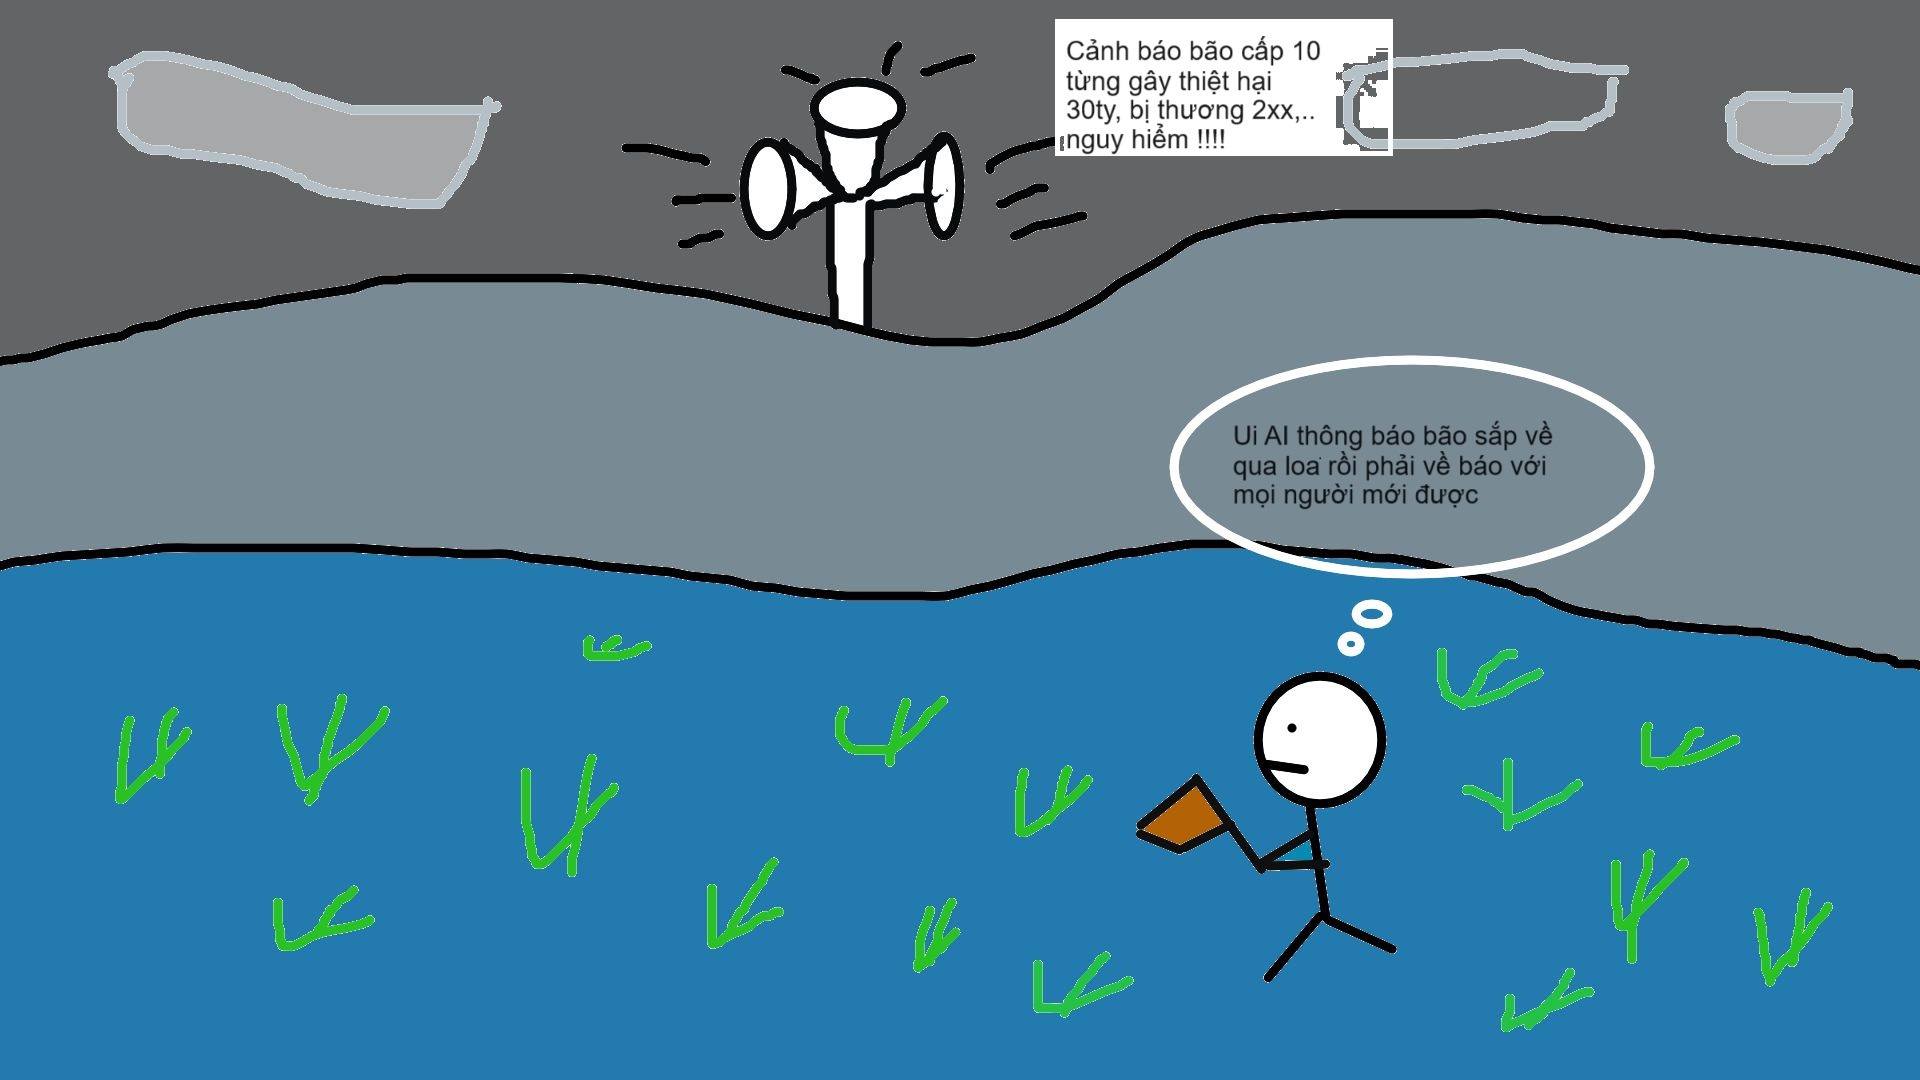 Cảnh báo bão cấp 10
từng gây thiệt hại
30ty, bị thương 2xx,..
nguy hiểm !!!!
Ui AI thông báo bão sắp về
qua loa rồi phải về báo với
mọi người mới được